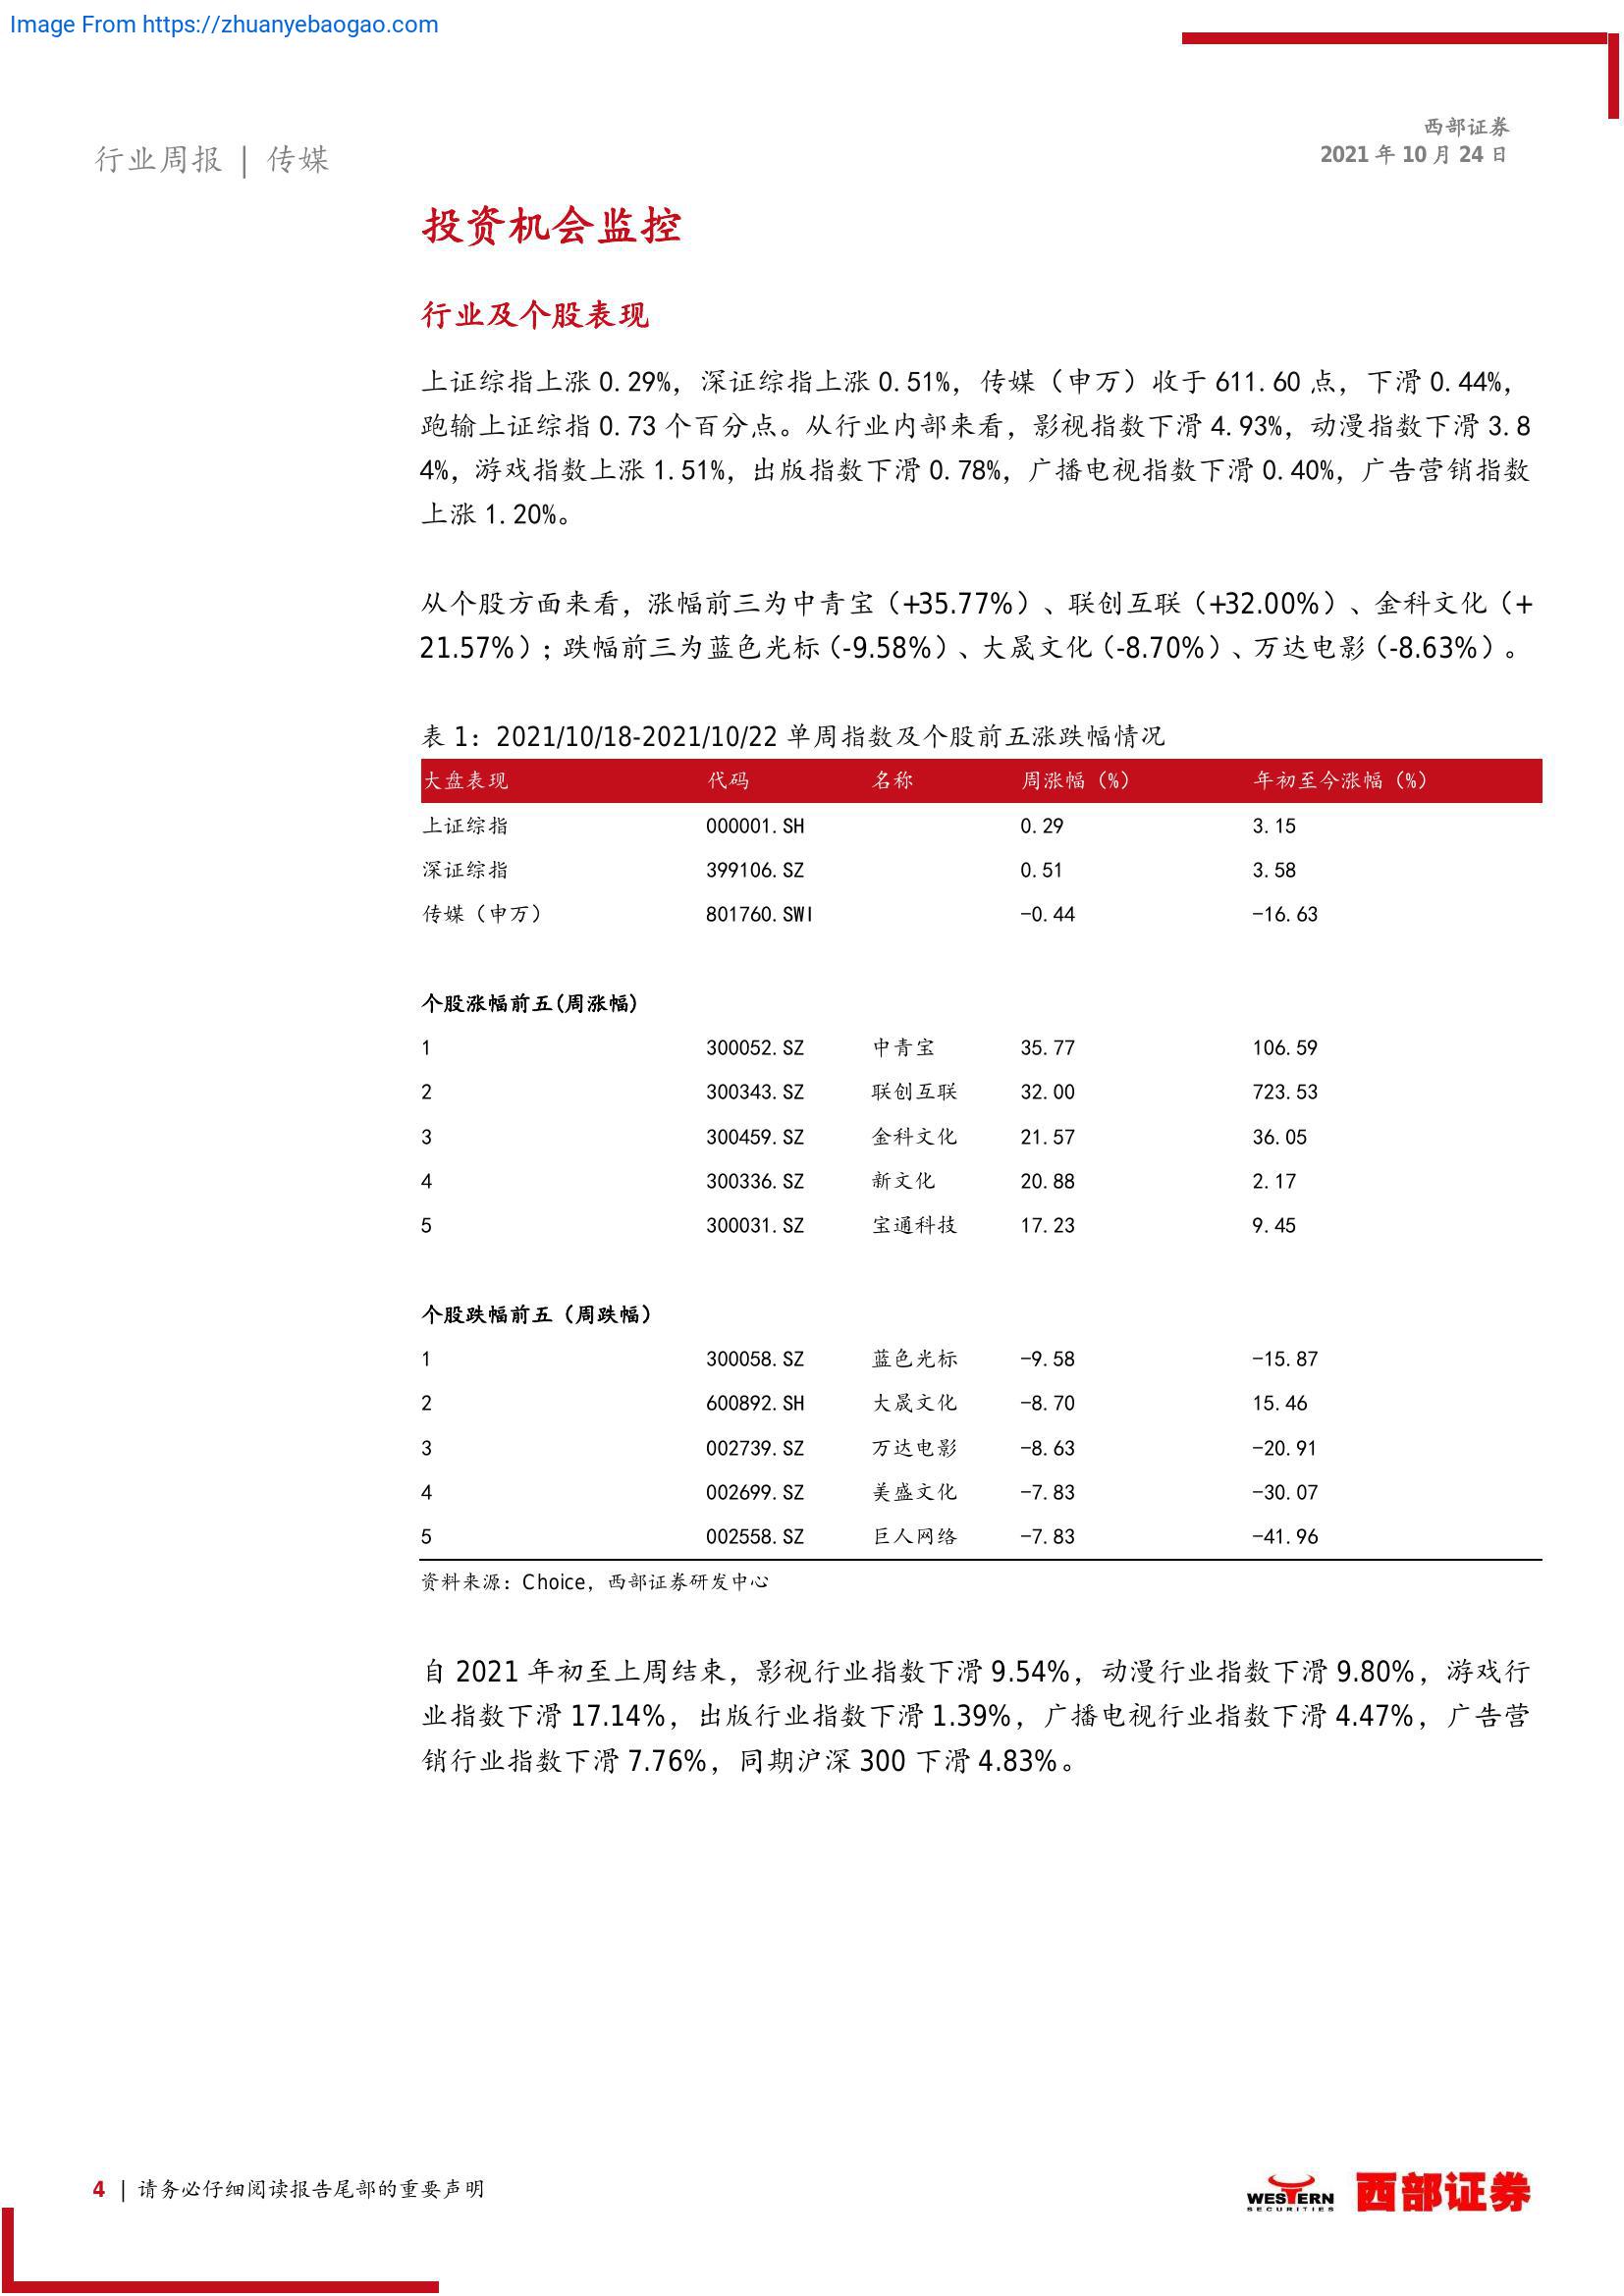 Image From https://zhuanyebaogao.com
西部证券
2021 年 10 月 24 日
行业周报 | 传媒
投资机会监控
行业及个股表现
上证综指上涨 0.29%，深证综指上涨 0.51%，传媒（申万）收于 611.60 点，下滑 0.44%，
跑输上证综指 0.73 个百分点。从行业内部来看，影视指数下滑 4.93%，动漫指数下滑 3.8
4%，游戏指数上涨 1.51%，出版指数下滑 0.78%，广播电视指数下滑 0.40%，广告营销指数
上涨 1.20%。
从个股方面来看，涨幅前三为中青宝（+35.77%）、联创互联（+32.00%）、金科文化（+
21.57%）；跌幅前三为蓝色光标（-9.58%）、大晟文化（-8.70%）、万达电影（-8.63%）。
表 1：2021/10/18-2021/10/22 单周指数及个股前五涨跌幅情况
大盘表现 代码 名称 周涨幅（%） 年初至今涨幅（%）
上证综指 000001.SH 0.29 3.15
深证综指 399106.SZ 0.51 3.58
传媒（申万） 801760.SWI -0.44 -16.63
个股涨幅前五(周涨幅)
1 300052.SZ 中青宝 35.77 106.59
2 300343.SZ 联创互联 32.00 723.53
3 300459.SZ 金科文化 21.57 36.05
4 300336.SZ 新文化 20.88 2.17
5 300031.SZ 宝通科技 17.23 9.45
个股跌幅前五（周跌幅）
1 300058.SZ 蓝色光标 -9.58 -15.87
2 600892.SH 大晟文化 -8.70 15.46
3 002739.SZ 万达电影 -8.63 -20.91
4 002699.SZ 美盛文化 -7.83 -30.07
5 002558.SZ 巨人网络 -7.83 -41.96
资料来源：Choice，西部证券研发中心
自 2021 年初至上周结束，影视行业指数下滑 9.54%，动漫行业指数下滑 9.80%，游戏行
业指数下滑 17.14%，出版行业指数下滑 1.39%，广播电视行业指数下滑 4.47%，广告营
销行业指数下滑 7.76%，同期沪深 300 下滑 4.83%。
4 | 请务必仔细阅读报告尾部的重要声明
WESTERN
SECURITIES
西部证券